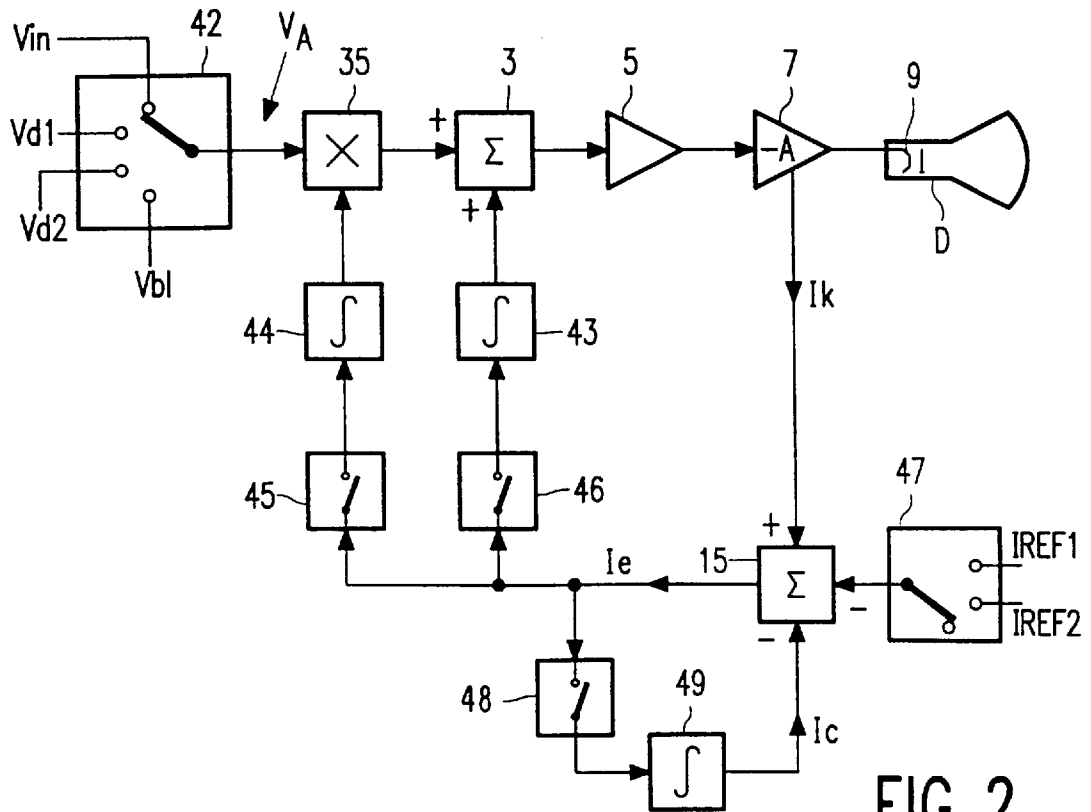 Vin
42
VA
35
3
5
7
9
Vd1
+
×
Σ
-A
I
Vd2
+
D
Vbl
Ik
44
∫
∫
43
45
46
47
+
15
Ie
Σ
-
IREF1
-
IREF2
48
49
∫
Ic
FIG. 2